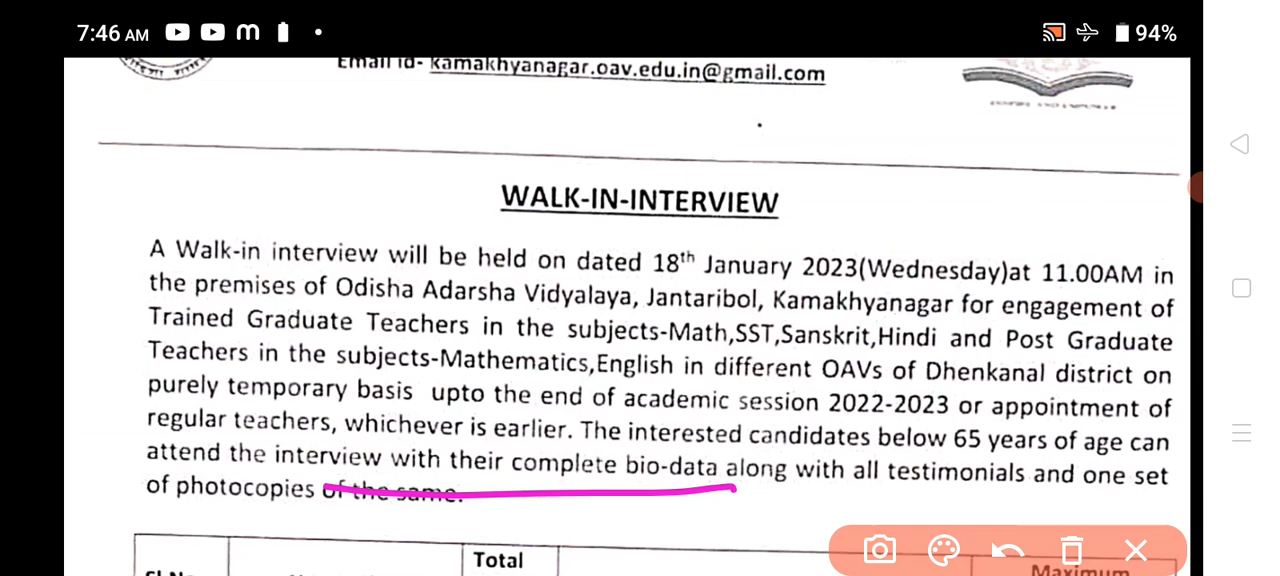 7:46 AM
94%
Email id- kamakhyanagar.oav.edu.in@gmail.com
WALK-IN-INTERVIEW
A Walk-in interview will be held on dated 18th January 2023(Wednesday)at 11.00AM in
the premises of Odisha Adarsha Vidyalaya, Jantaribol, Kamakhyanagar for engagement of
Trained Graduate Teachers in the subjects-Math,SST,Sanskrit,Hindi and Post Graduate
Teachers in the subjects-Mathematics,English in different OAVs of Dhenkanal district on
purely temporary basis upto the end of academic session 2022-2023 or appointment of
regular teachers, whichever is earlier. The interested candidates below 65 years of age can
attend the interview with their complete bio-data along with all testimonials and one set
of photocopies of the same.
Total
Sl.No
Maximum